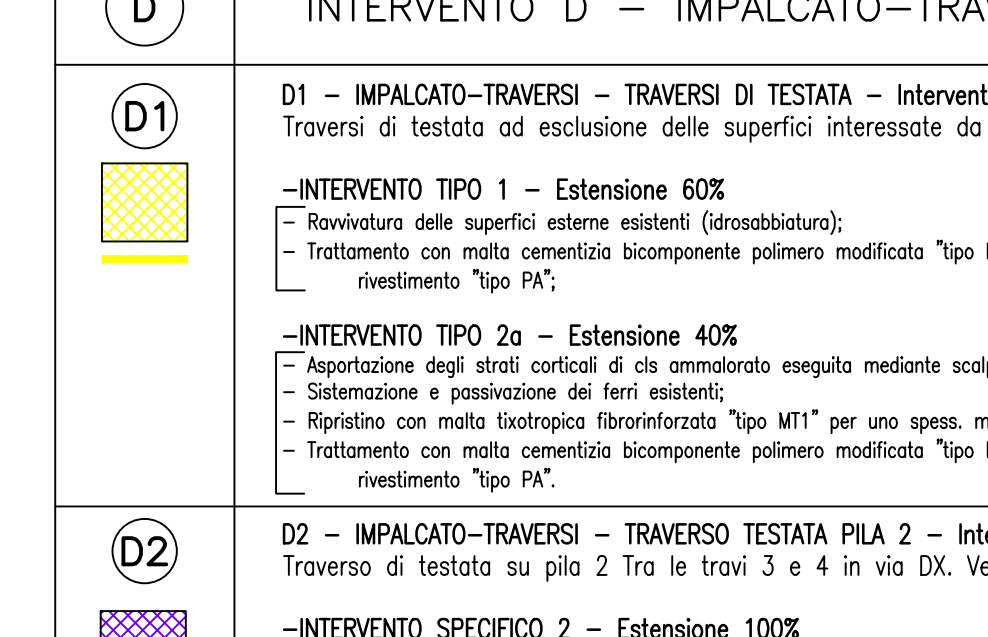 D
INTERVENTO D – IMPALCATO–
D1
D1 – IMPALCATO–TRAVERSI – TRAVERSI DI TESTATA –
Traversi di testata ad esclusione delle superfici interessate da
–INTERVENTO TIPO 1 – Estensione 60%
– Ravvivatura delle superfici esterne esistenti (idrosabbiatura);
– Trattamento con malta cementizia bicomponente polimero modificata "tipo
rivestimento "tipo PA";
–INTERVENTO TIPO 2a – Estensione 40%
– Asportazione degli strati corticali di cls ammalorato eseguita mediante
– Sistemazione e passivazione dei ferri esistenti;
– Ripristino con malta tixotropica fibrorinforzata "tipo MT1" per uno spess.
– Trattamento con malta cementizia bicomponente polimero modificata "tipo
rivestimento "tipo PA".
D2
D2 – IMPALCATO–TRAVERSI – TRAVERSO TESTATA PILA 2 –
Traverso di testata su pila 2 Tra le travi 3 e 4 in via DX.
–INTERVENTO SPECIFICO 2 – Estensione 100%